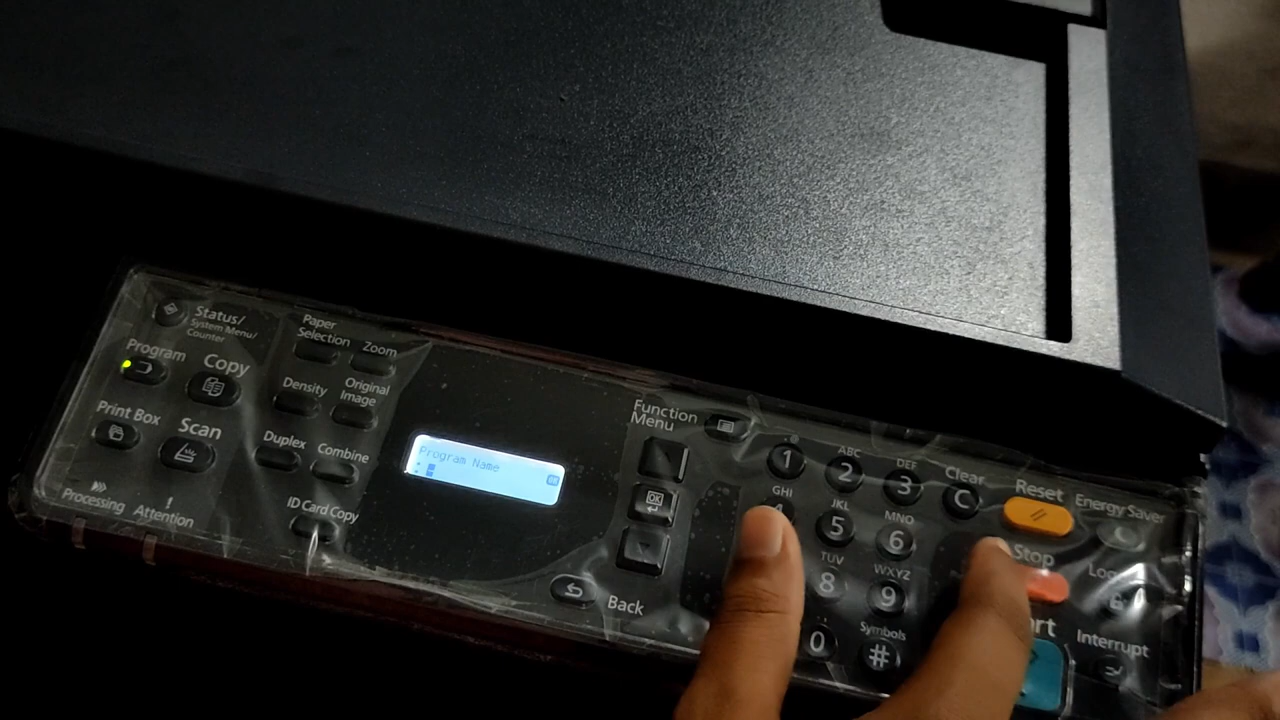 Status/
System Menu/
Counter
Program
Copy
Print Box
Scan
Processing
Attention
Paper
Selection
Zoom
Density
Original
Image
Duplex
Combine
ID Card Copy
Program Name
:
OK
Function
Menu
OK
Back
1
ABC
2
DEF
3
Clear
C
Reset
Energy Saver
GHI
JKL
5
MNO
6
Stop
TUV
8
WXYZ
9
0
Symbols
#
Interrupt